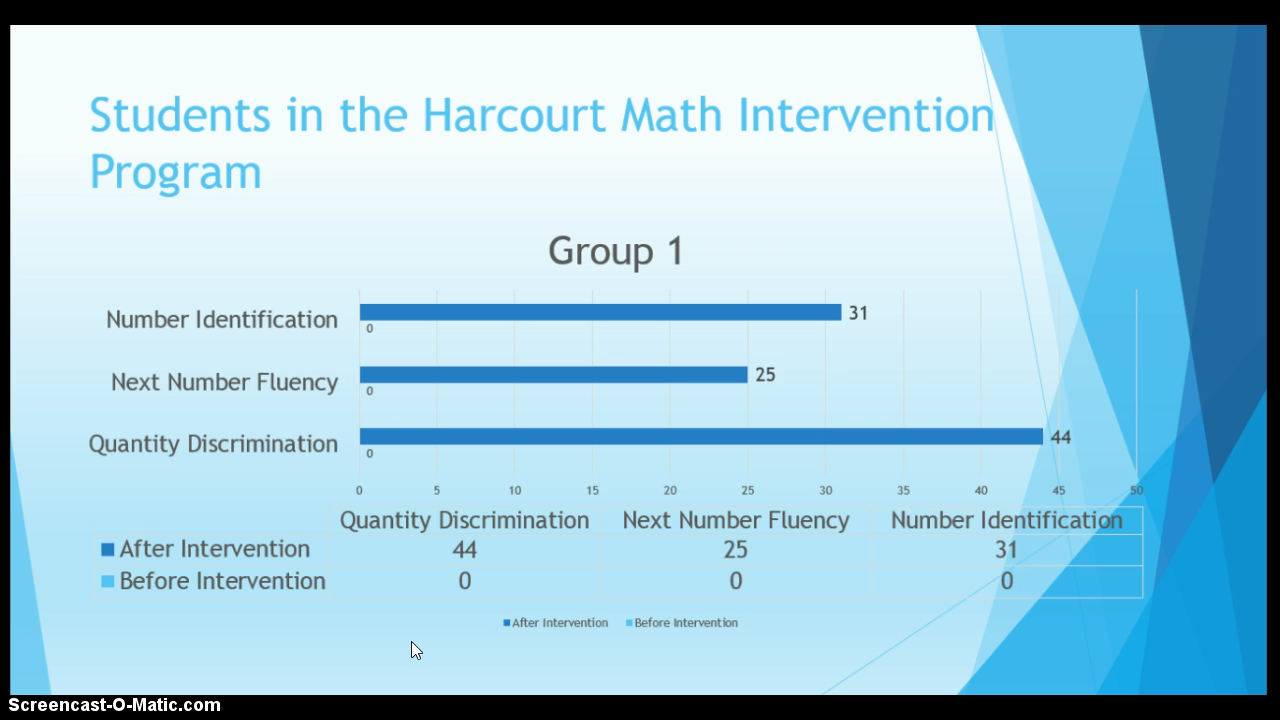 Students in the Harcourt Math Intervention
Program
Group 1
Number Identification
31
0
Next Number Fluency
25
0
Quantity Discrimination
44
0
0 5 10 15 20 25 30 35 40 45 50
Quantity Discrimination Next Number Fluency Number Identification
After Intervention 44 25 31
Before Intervention 0 0 0
After Intervention Before Intervention
Screencast-O-Matic.com